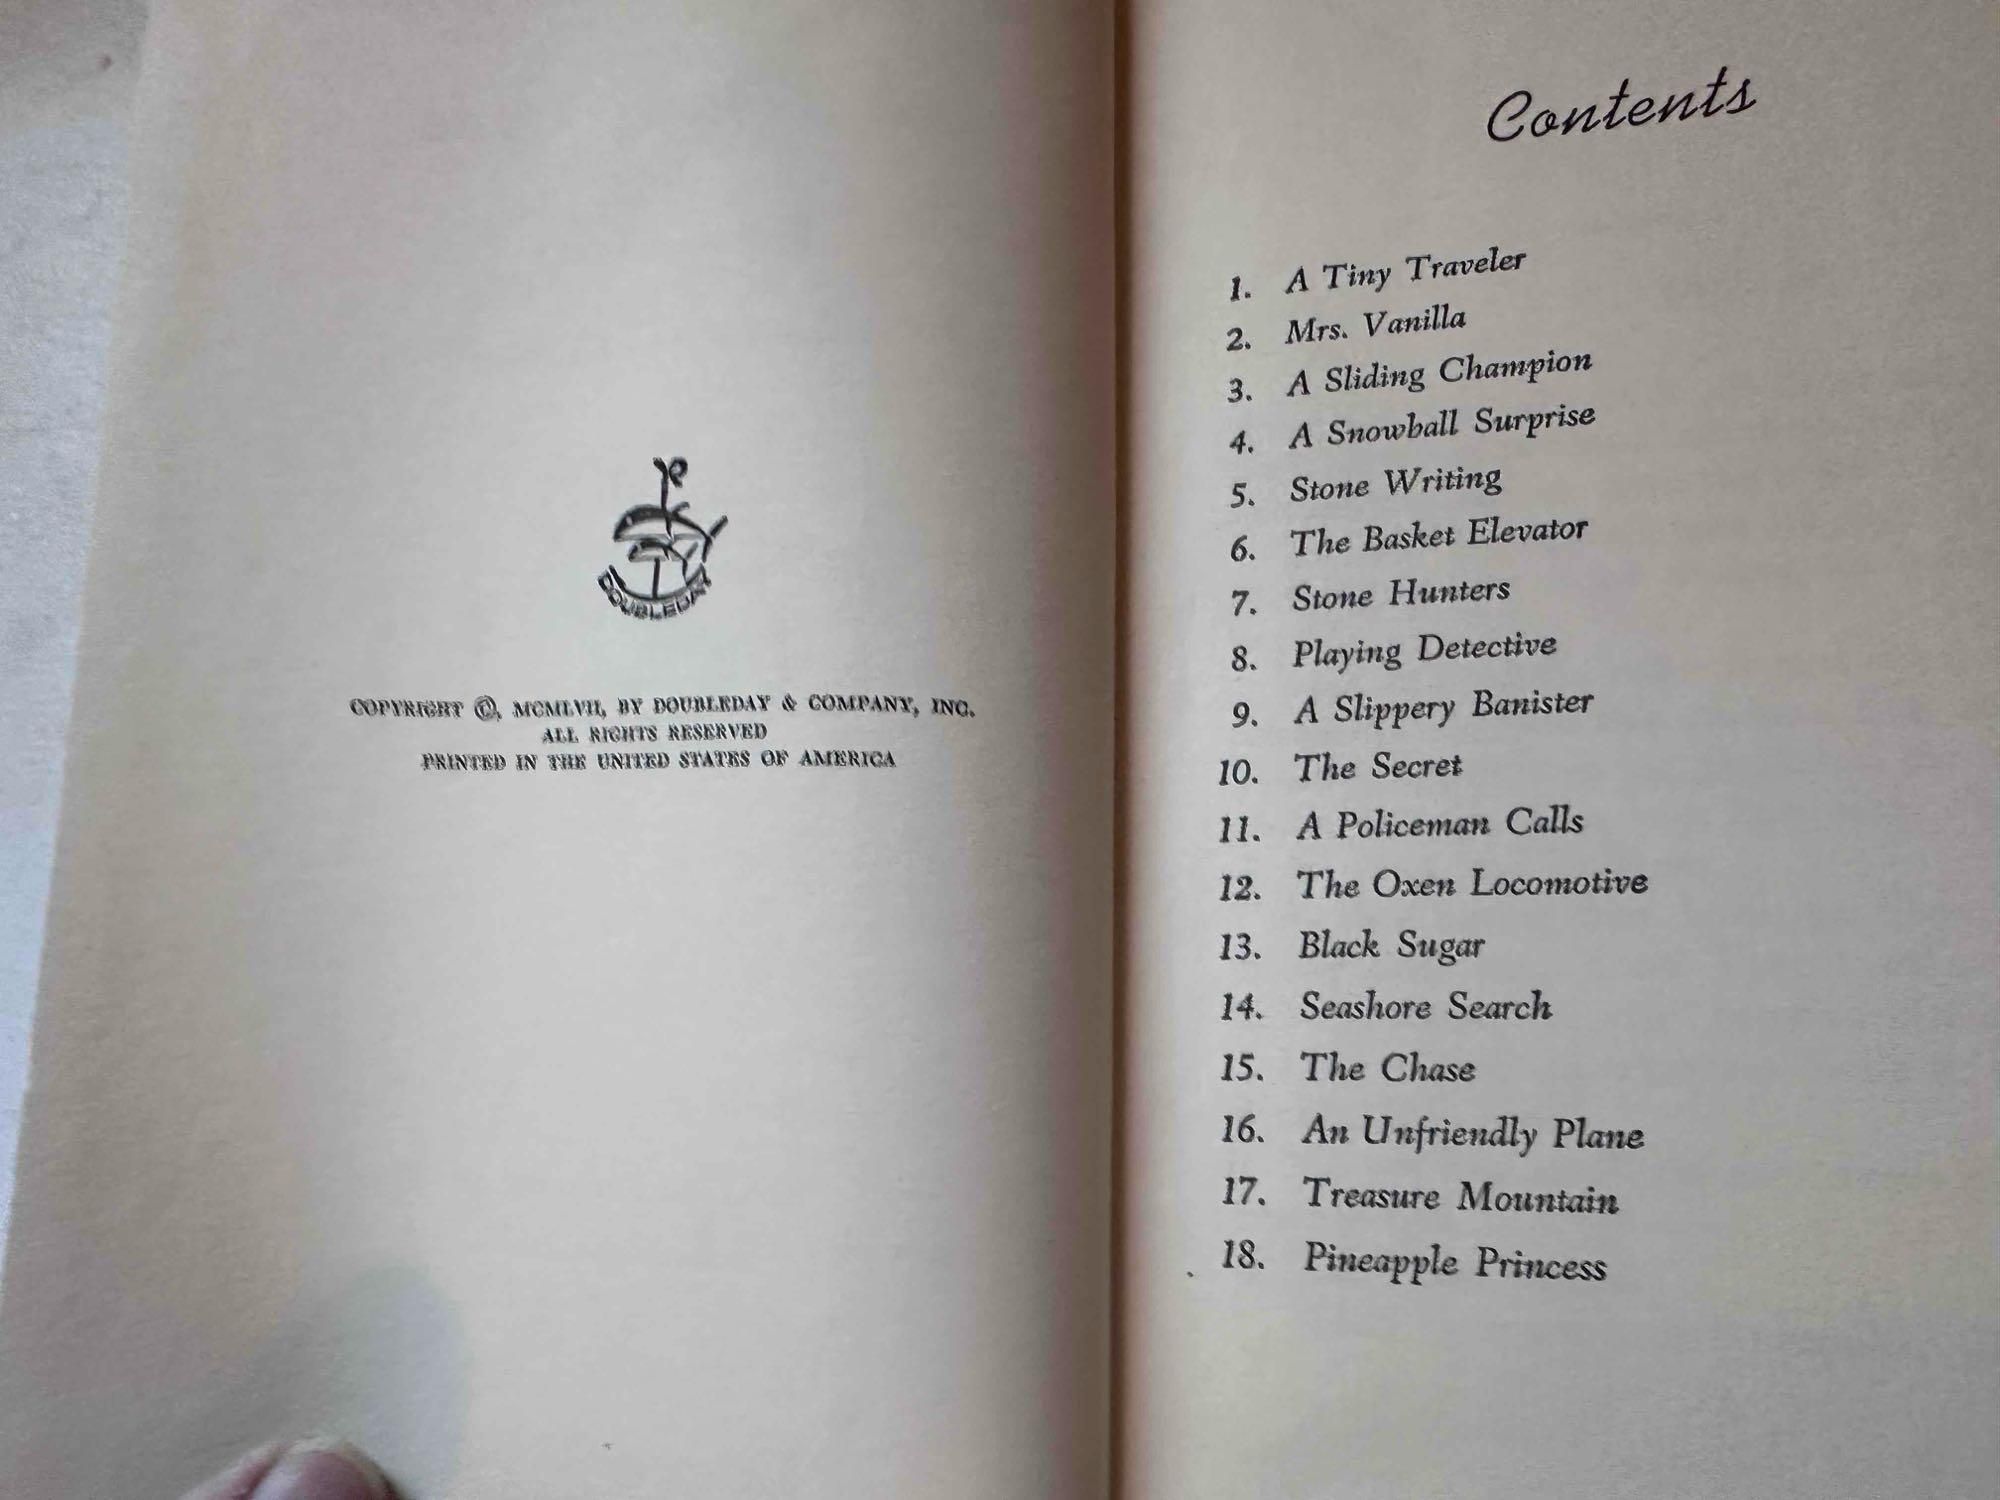 DOUBLEDAY
COPYRIGHT ©, MCMLVII, BY DOUBLEDAY & COMPANY, INC.
ALL RIGHTS RESERVED
PRINTED IN THE UNITED STATES OF AMERICA
Contents
1. A Tiny Traveler
2. Mrs. Vanilla
3. A Sliding Champion
4. A Snowball Surprise
5. Stone Writing
6. The Basket Elevator
7. Stone Hunters
8. Playing Detective
9. A Slippery Banister
10. The Secret
11. A Policeman Calls
12. The Oxen Locomotive
13. Black Sugar
14. Seashore Search
15. The Chase
16. An Unfriendly Plane
17. Treasure Mountain
18. Pineapple Princess